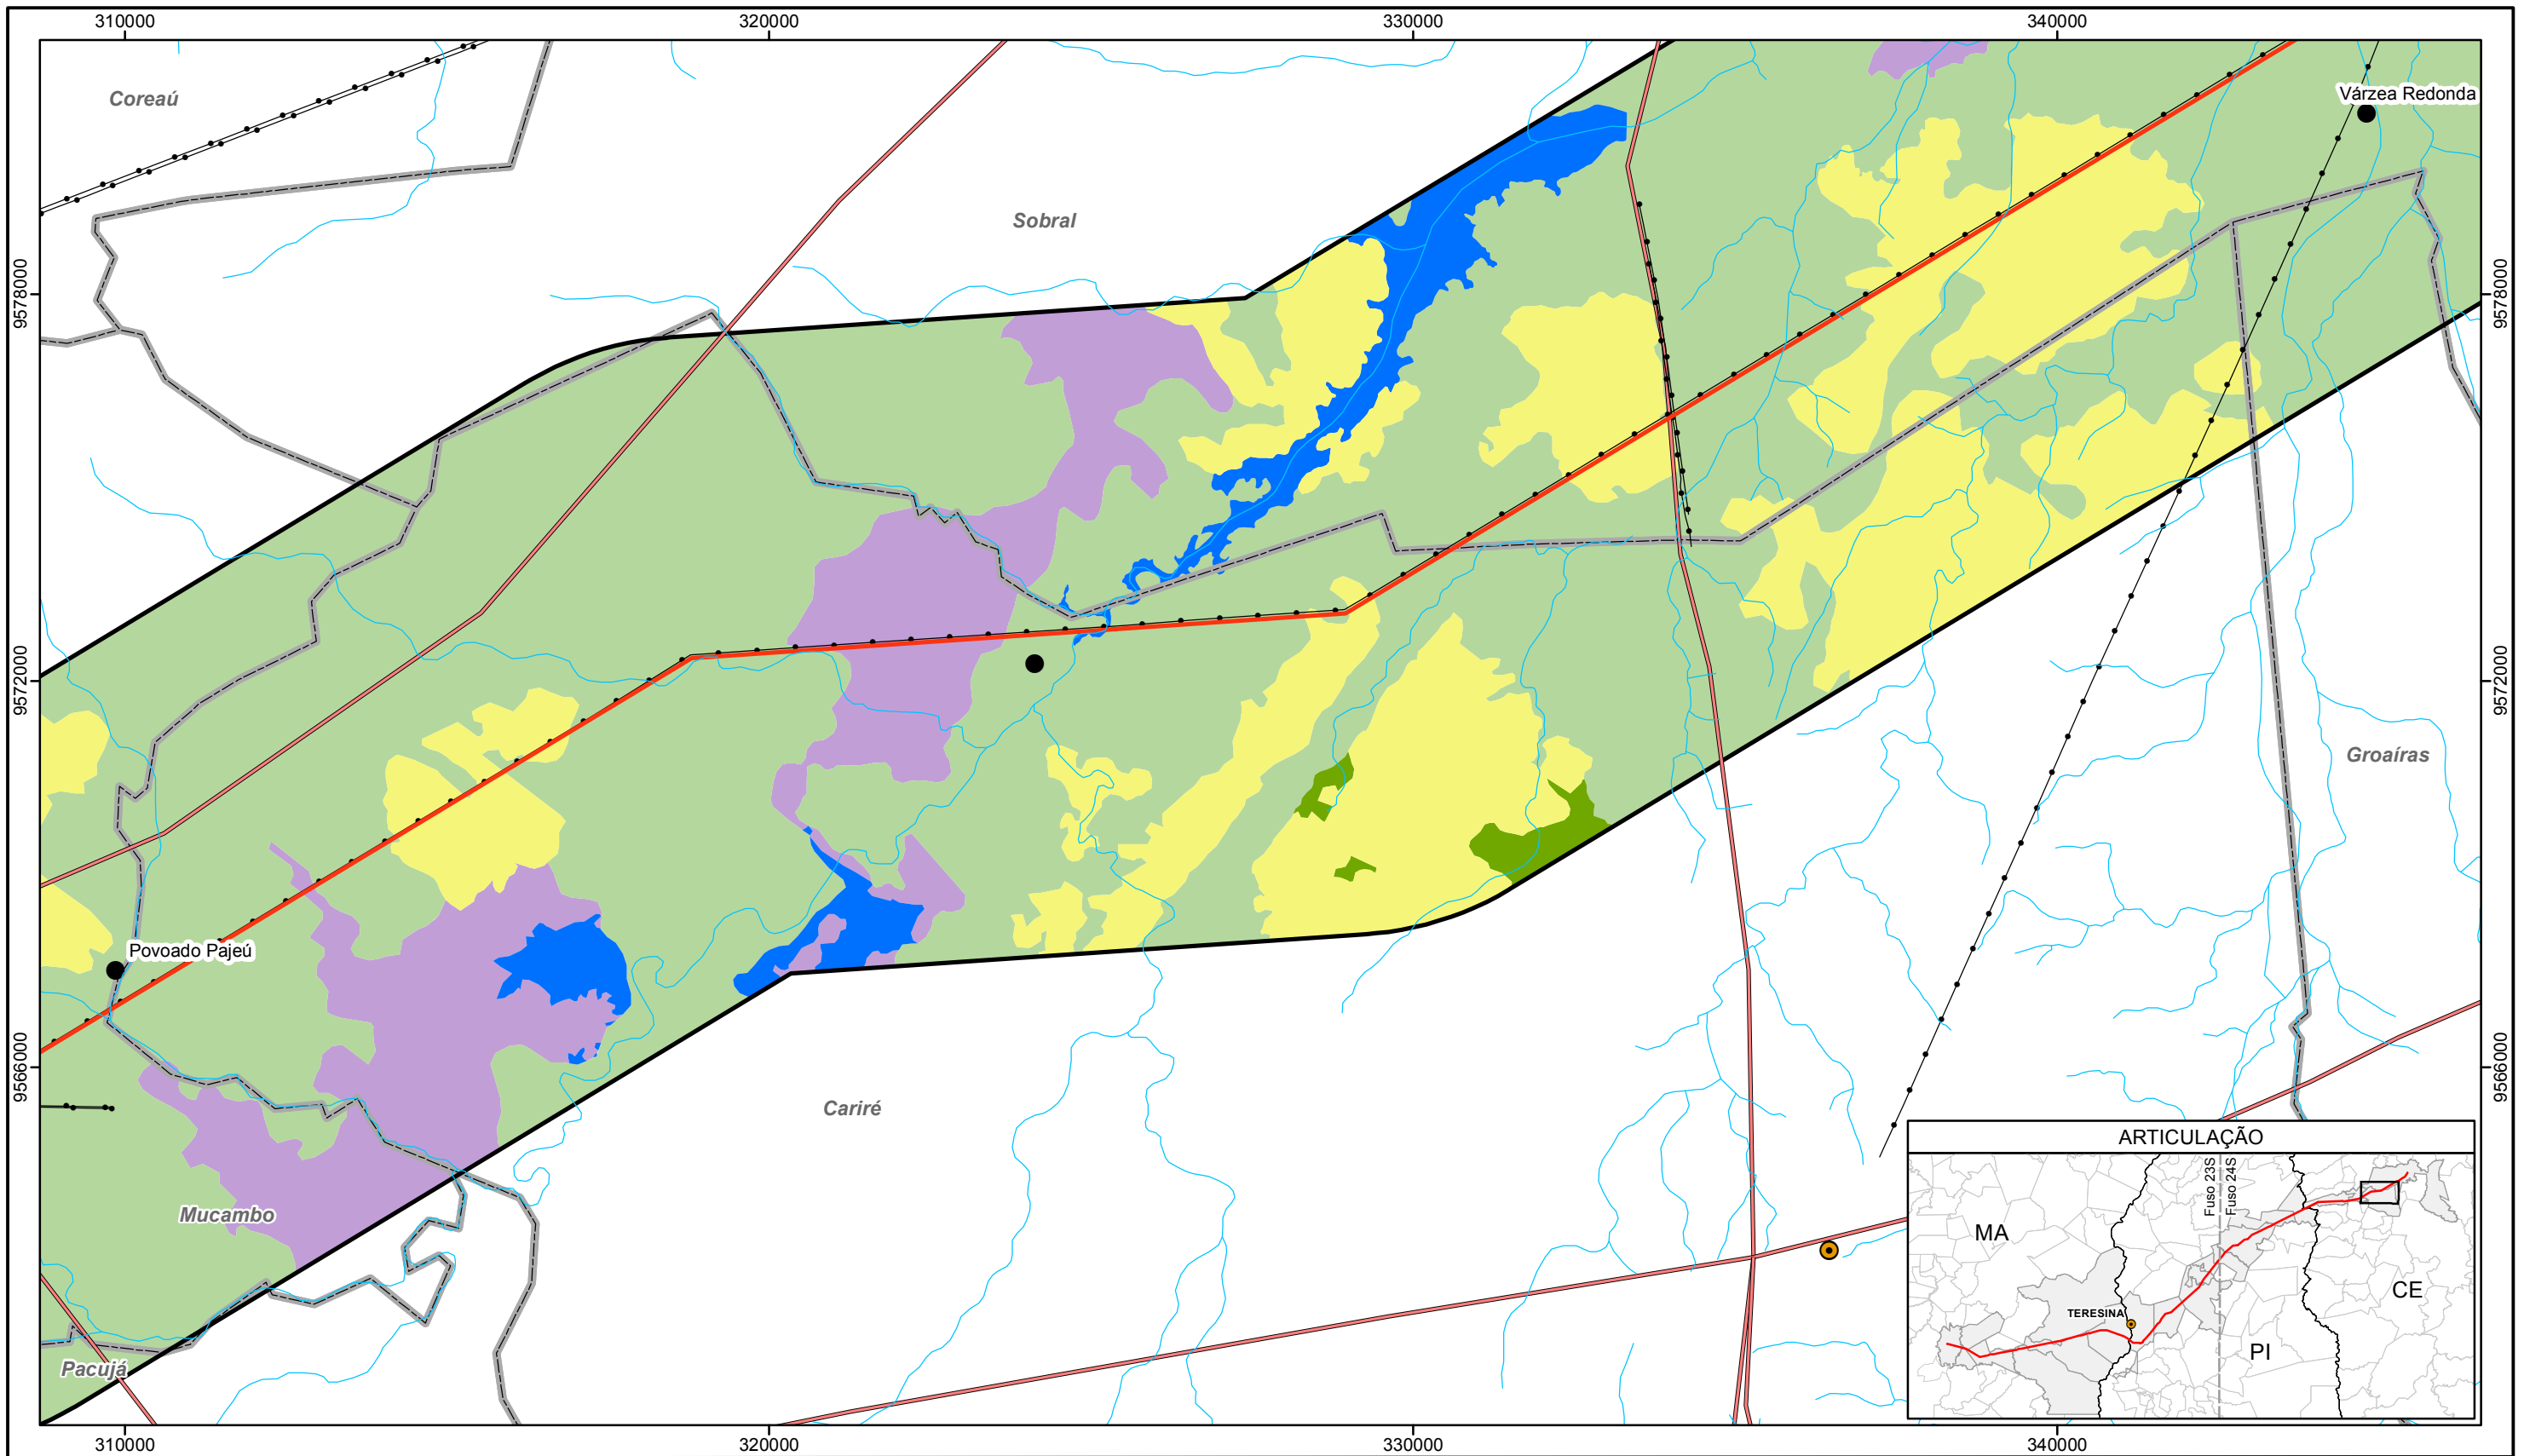 310000
320000
330000
340000
Coreaú
Várzea Redonda
Sobral
9578000
9578000
9572000
9572000
Groaíras
Povoado Pajeú
9566000
9566000
Cariré
Mucambo
Pacujá
ARTICULAÇÃO
Fuso 23S
Fuso 24S
MA
CE
TERESINA
PI
310000
320000
330000
340000